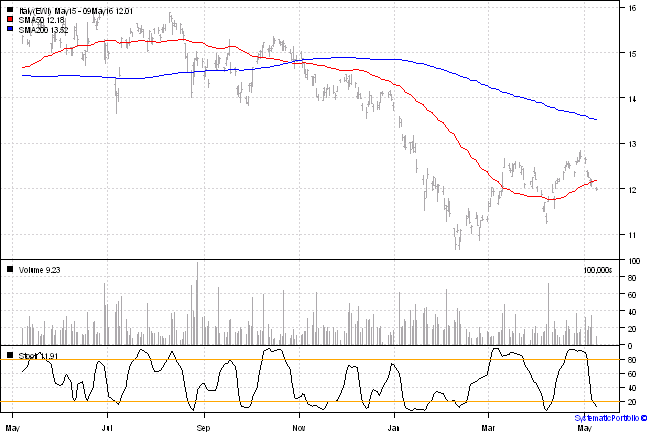 Italy(EWI) May15 - 09May16 12.01
SMA50 12.18
SMA200 13.52
16
15
14
13
12
11
Volume 9.23
100,000s
100
80
60
40
20
0
Stoch 11.91
80
60
40
20
May
Jul
Sep
Nov
Jan
Mar
May
SystematicPortfolio ©